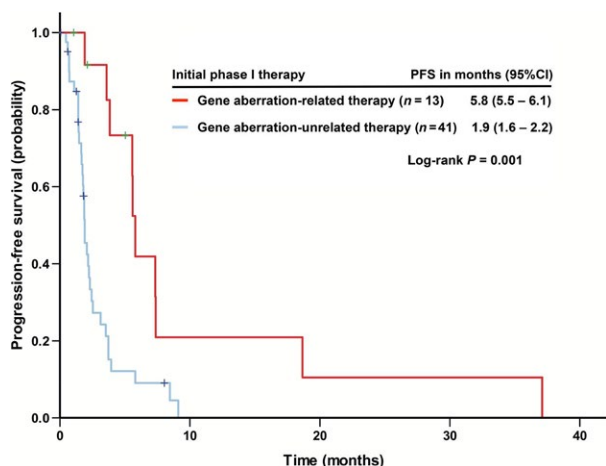 Initial phase I therapy PFS in months (95%CI)
Gene aberration-related therapy (n = 13) 5.8 (5.5 – 6.1)
Gene aberration-unrelated therapy (n = 41) 1.9 (1.6 – 2.2)
Log-rank P = 0.001
Progression-free survival (probability)
1.0
0.8
0.6
0.4
0.2
0.0
0 10 20 30 40
Time (months)